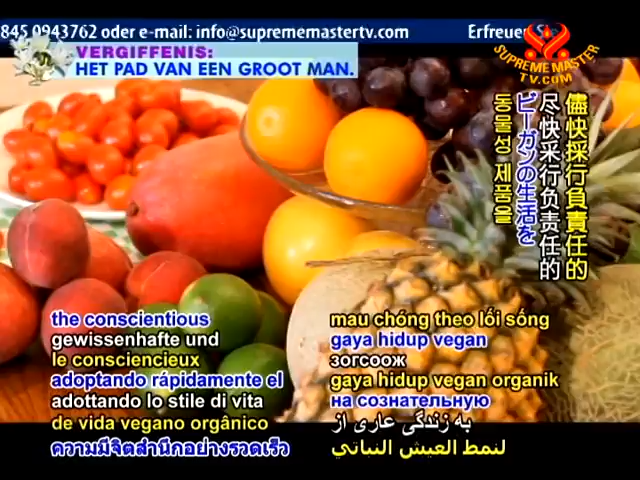 845 0943762 oder e-mail: info@suprememastertv.com
Erfreuen Si
VERGIFFENIS:
HET PAD VAN EEN GROOT MAN.
SUPREME MASTER
TV.COM
儘快採行負責任的
尽快采行负责任的
ビーガンの生活を
동물성 제품을
the conscientious
gewissenhafte und
le consciencieux
adoptando rápidamente el
adottando lo stile di vita
de vida vegano orgânico
ความมีจิตสำนึกอย่างรวดเร็ว
mau chóng theo lối sống
gaya hidup vegan
зогсоож
gaya hidup vegan organik
на сознательную
به زندگی عاری از
لنمط العيش النباتي